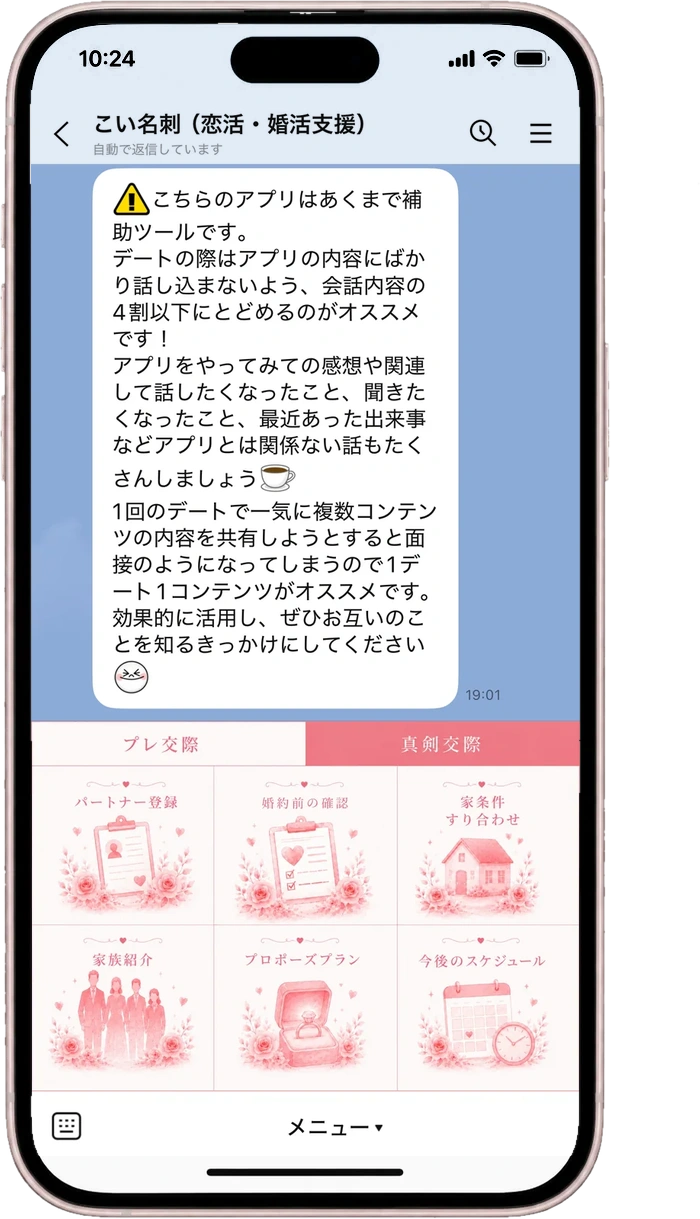 10:24
こい名刺（恋活・婚活支援）
自動で返信しています
こちらのアプリはあくまで補
助ツールです。
デートの際はアプリの内容にばか
り話し込まないよう、会話内容の
4割以下にとどめるのがオススメ
です！
アプリをやってみての感想や関連
して話したくなったこと、聞きた
くなったこと、最近あった出来事
などアプリとは関係ない話もたく
さんしましょう
1回のデートで一気に複数コンテン
ツの内容を共有しようとすると面
接のようになってしまうので1デ
ート1コンテンツがオススメです。
効果的に活用し、ぜひお互いのこ
とを知るきっかけにしてください
19:01
プレ交際
真剣交際
パートナー登録
婚約前の確認
家条件
すり合わせ
家族紹介
プロポーズプラン
今後のスケジュール
メニュー▼